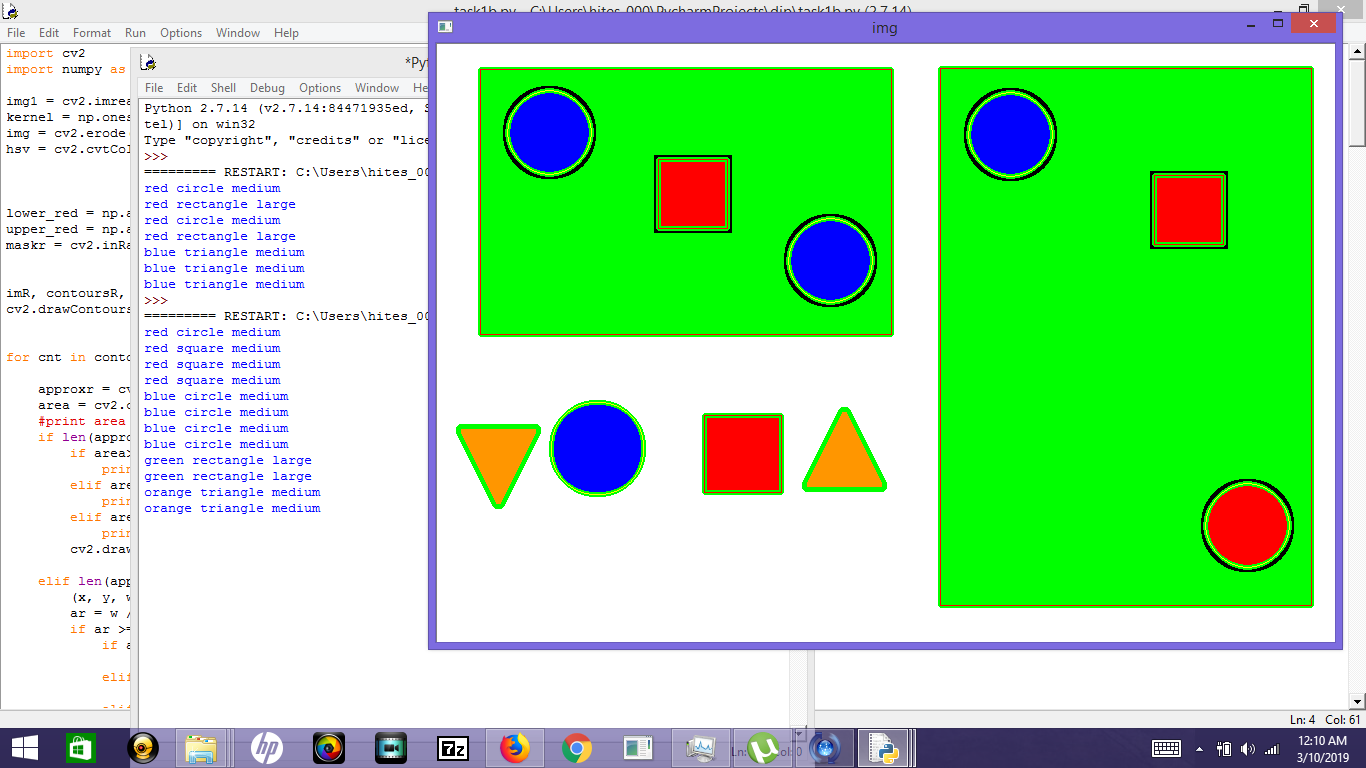 task1b.py - C:\Users\hites_000\PycharmProjects\dip\task1b.py (2.7.14)
File Edit Format Run Options Window Help
import cv2
import numpy as
img1 = cv2.imrea
kernel = np.ones
img = cv2.erode
hsv = cv2.cvtCol
lower_red = np.a
upper_red = np.a
maskr = cv2.inRa
imR, contoursR,
cv2.drawContours
for cnt in conto
approxr = cv
area = cv2.c
#print area
if len(appro
if area>
prin
elif are
prin
elif are
prin
cv2.draw
elif len(app
(x, y, w
ar = w /
if ar >=
if a
elif
*Pyt
File Edit Shell Debug Options Window He
Python 2.7.14 (v2.7.14:84471935ed, S
tel)] on win32
Type "copyright", "credits" or "lice
>>>
========= RESTART: C:\Users\hites_00
red circle medium
red rectangle large
red circle medium
red rectangle large
blue triangle medium
blue triangle medium
blue triangle medium
>>>
========= RESTART: C:\Users\hites_00
red circle medium
red square medium
red square medium
red square medium
blue circle medium
blue circle medium
blue circle medium
blue circle medium
green rectangle large
green rectangle large
orange triangle medium
orange triangle medium
img
Ln: 4 Col: 61
hp
7z
12:10 AM
3/10/2019